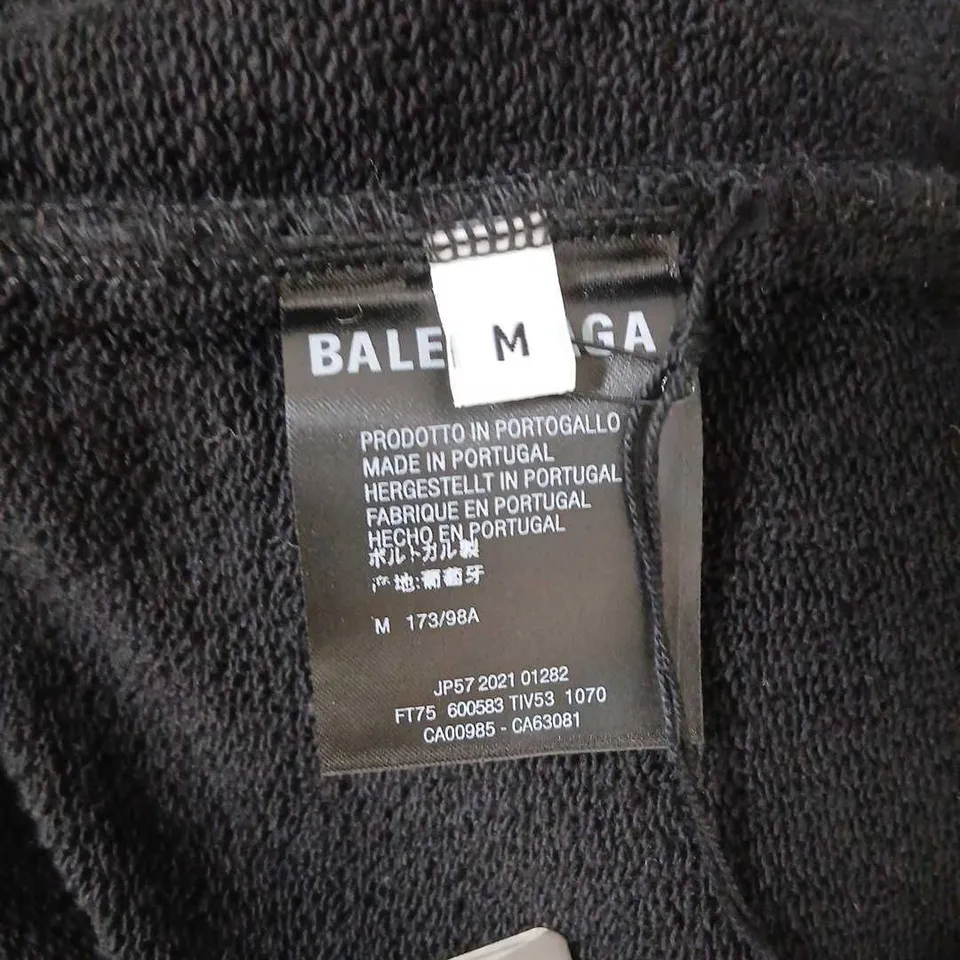 BALE AGA
M
PRODOTTO IN PORTOGALLO
MADE IN PORTUGAL
HERGESTELLT IN PORTUGAL
FABRIQUE EN PORTUGAL
HECHO EN PORTUGAL
ポルトガル製
产地:葡萄牙
M 173/98A
JP57 2021 01282
FT75 600583 TIV53 1070
CA00985 - CA63081